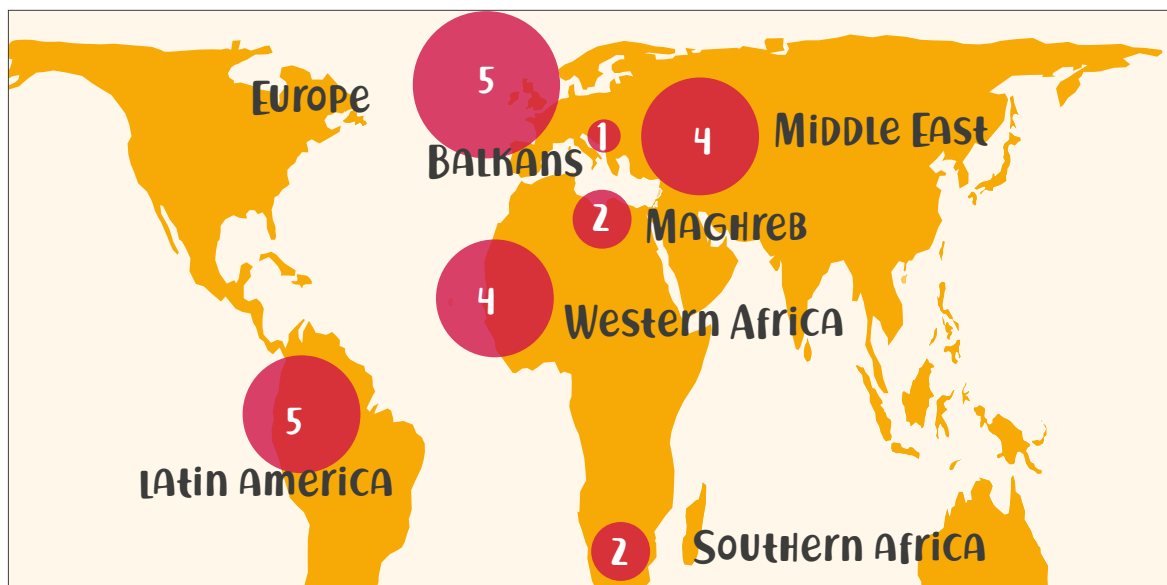 5
Europe
1
4
Middle East
Balkans
2
Maghreb
4
Western Africa
5
Latin America
2
Southern Africa